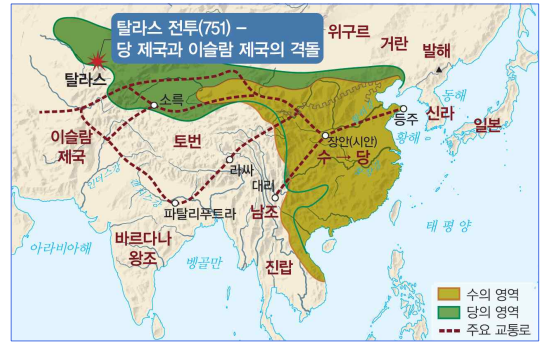 탈라스 전투(751) –
당 제국과 이슬람 제국의 격돌
위구르
거란
발해
탈라스
소륵
이슬람
제국
토번
라싸
대리
파탈리푸트라
남조
바르다나
왕조
진랍
장안(시안)
수 → 당
등주
신라
일본
동해
황해
태 평 양
인더스강
아라비아해
벵골만
수의 영역
당의 영역
주요 교통로